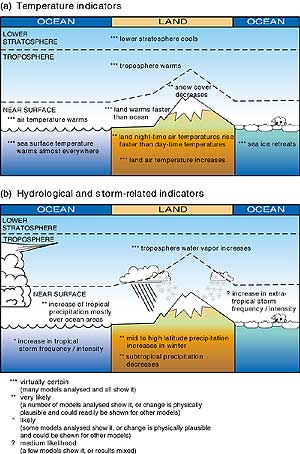 (a) Temperature indicators
OCEAN
LAND
OCEAN
LOWER
STRATOSPHERE
*** lower stratosphere cools
TROPOSPHERE
*** troposphere warms
** snow cover
decreases
NEAR SURFACE
*** air temperature warms
*** land warms faster
than ocean
*** sea surface temperature
warms almost everywhere
** land night-time air temperatures rise
faster than day-time temperatures
*** land air temperature increases
** sea ice retreats
(b) Hydrological and storm-related indicators
OCEAN
LAND
OCEAN
LOWER
STRATOSPHERE
TROPOSPHERE
*** troposphere water vapor increases
NEAR SURFACE
** increase of tropical
precipitation mostly
over ocean areas
? increase in extra-
tropical storm
frequency / intensity
* increase in tropical
storm frequency / intensity
** mid to high latitude precipitation
increases in winter
** subtropical precipitation
decreases
*** virtually certain
(many models analysed and all show it)
** very likely
(a number of models analysed show it, or change is physically
plausible and could readily be shown for other models)
* likely
(some models analysed show it, or change is physically plausible
and could be shown for other models)
? medium likelihood
(a few models show it, or results mixed)